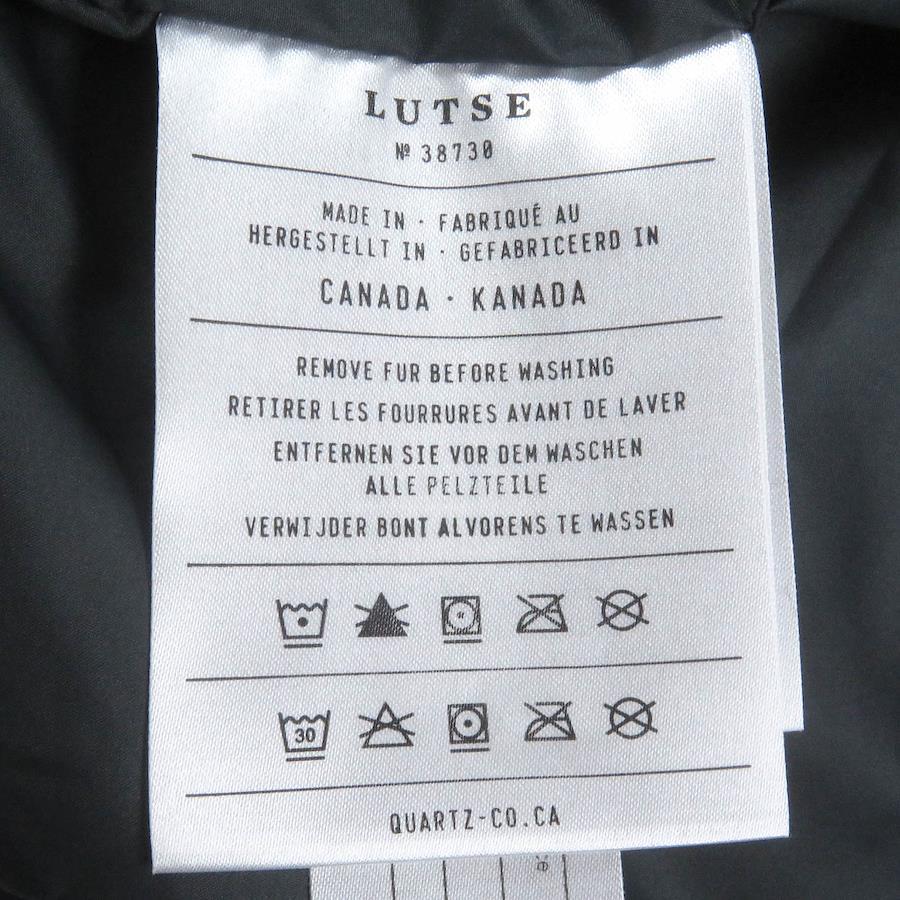 LUTSE
Nº 38730
MADE IN · FABRIQUÉ AU
HERGESTELLT IN · GEFABRICEERD IN
CANADA · KANADA
REMOVE FUR BEFORE WASHING
RETIRER LES FOURRURES AVANT DE LAVER
ENTFERNEN SIE VOR DEM WASCHEN
ALLE PELZTEILE
VERWIJDER BONT ALVORENS TE WASSEN
30
QUARTZ-CO.CA